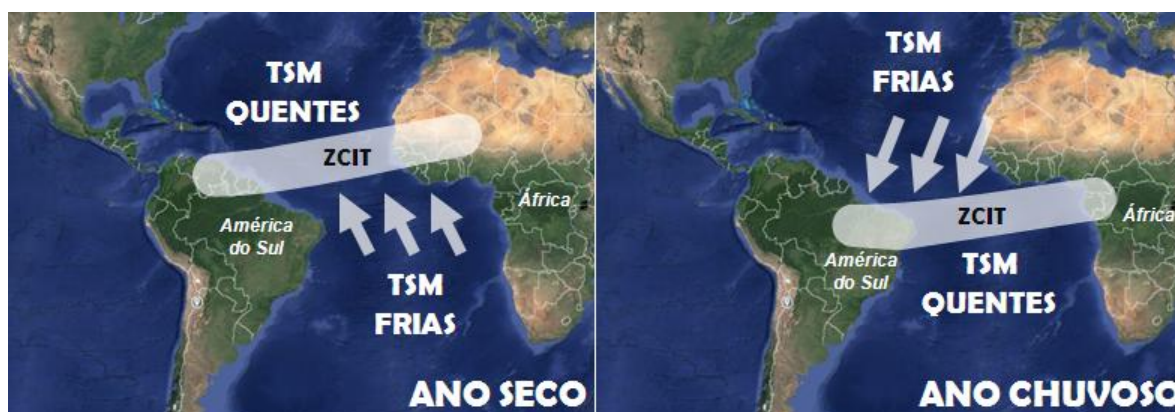 TSM
QUENTES
ZCIT
África
América
do Sul
TSM
FRIAS
ANO SECO
TSM
FRIAS
ZCIT
África
América
do Sul
TSM
QUENTES
ANO CHUVOSO